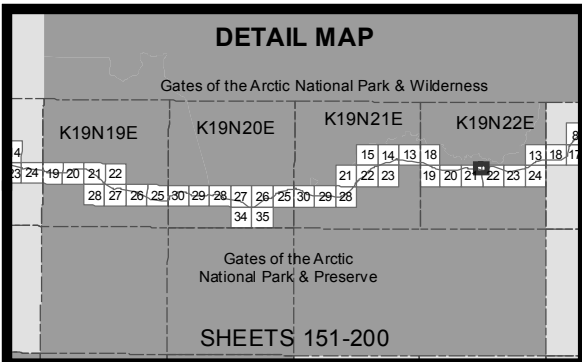 DETAIL MAP
Gates of the Arctic National Park & Wilderness
K19N19E K19N20E K19N21E K19N22E
8
4 15 14 13 18 13 18 17
23 24 19 20 21 22 21 22 23 19 20 21 22 23 24
28 27 26 25 30 29 28 27 26 25 30 29 28
34 35
Gates of the Arctic
National Park & Preserve
SHEETS 151-200